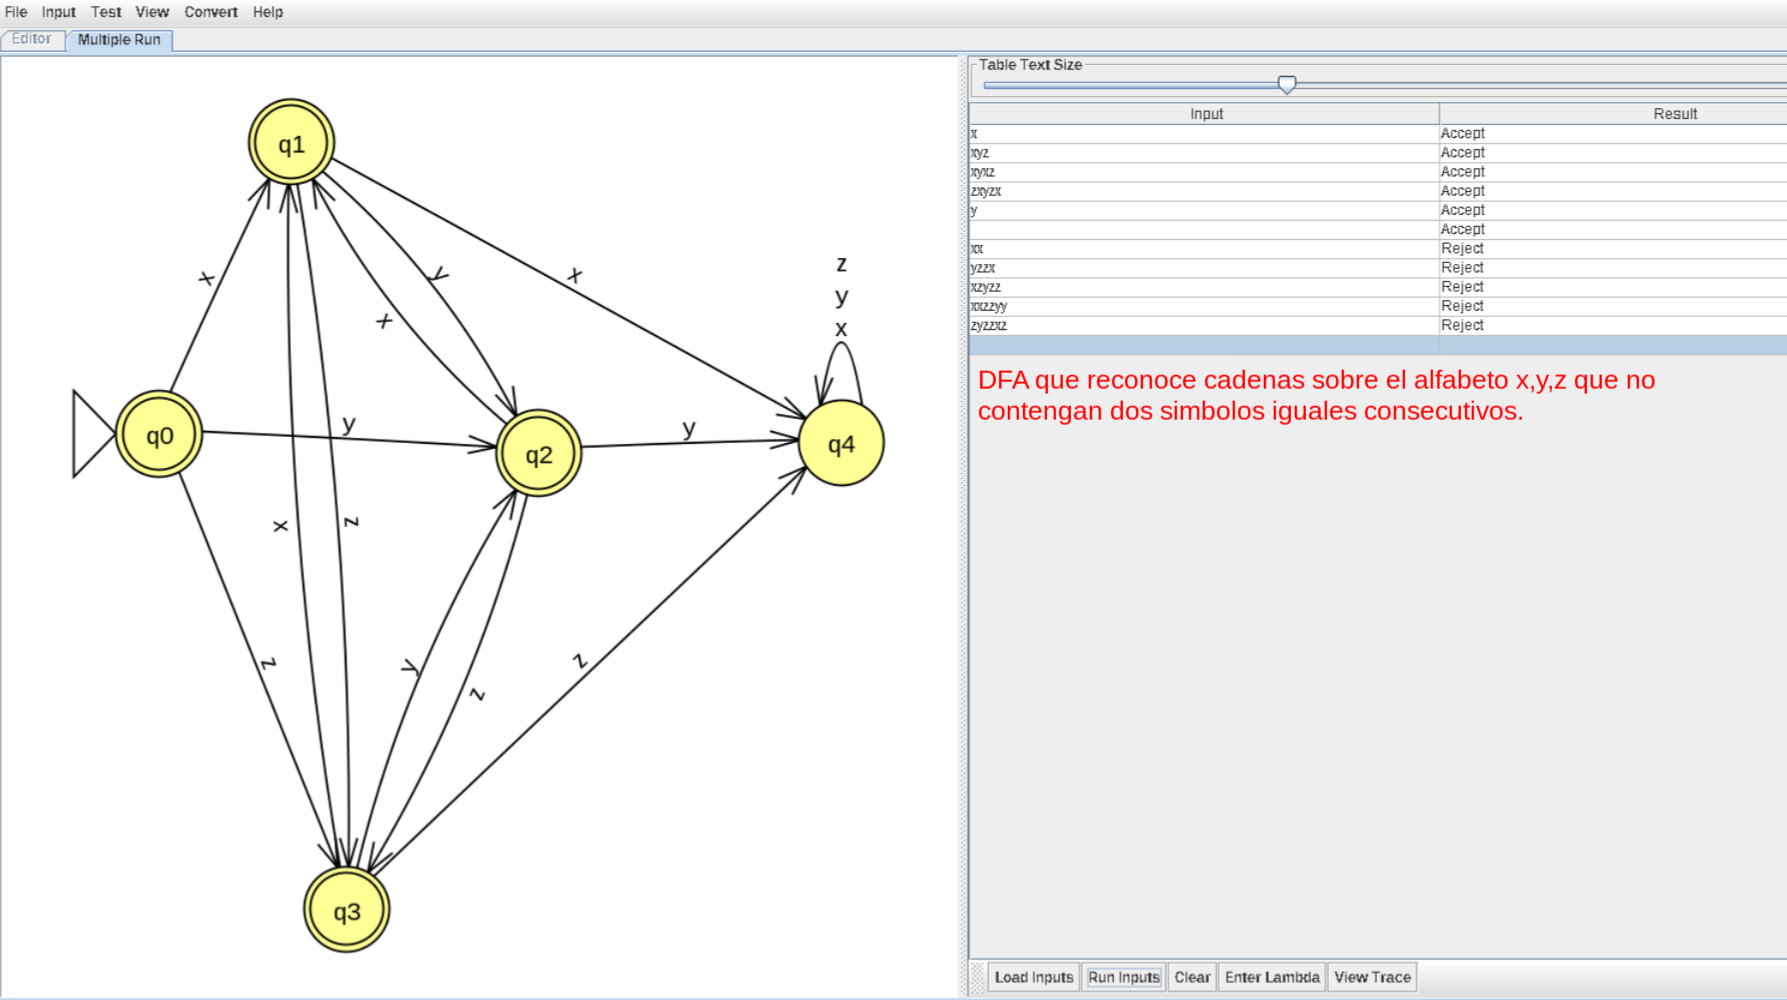 File Input Test View Convert Help
Editor Multiple Run
Table Text Size
Input Result
x Accept
xyz Accept
xyxz Accept
zxyzx Accept
y Accept
Accept
xx Reject
yzzx Reject
xzyzz Reject
xxzzyy Reject
zyzzxz Reject
DFA que reconoce cadenas sobre el alfabeto x,y,z que no
contengan dos simbolos iguales consecutivos.
q1
x
y
x
x
z
y
x
q0
y
q2
y
q4
x
z
z
y
z
z
q3
Load Inputs Run Inputs Clear Enter Lambda View Trace